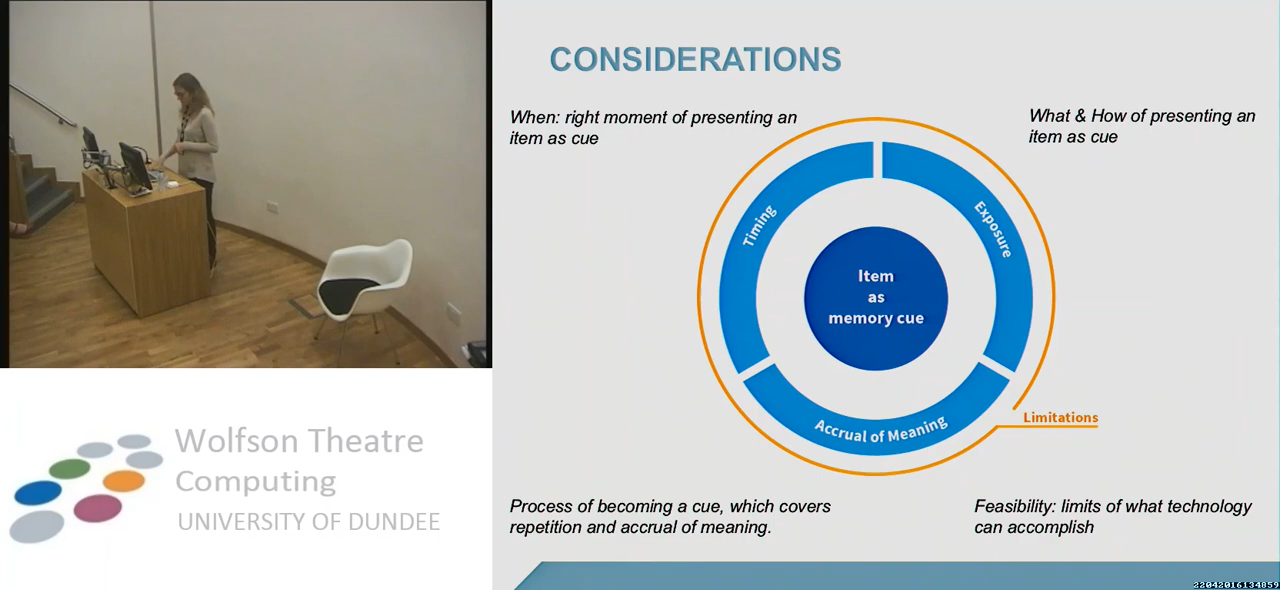 CONSIDERATIONS
When: right moment of presenting an
item as cue
What & How of presenting an
item as cue
Timing
Exposure
Item
as
memory cue
Accrual of Meaning
Limitations
Process of becoming a cue, which covers
repetition and accrual of meaning.
Feasibility: limits of what technology
can accomplish
Wolfson Theatre
Computing
UNIVERSITY OF DUNDEE
22042016134859